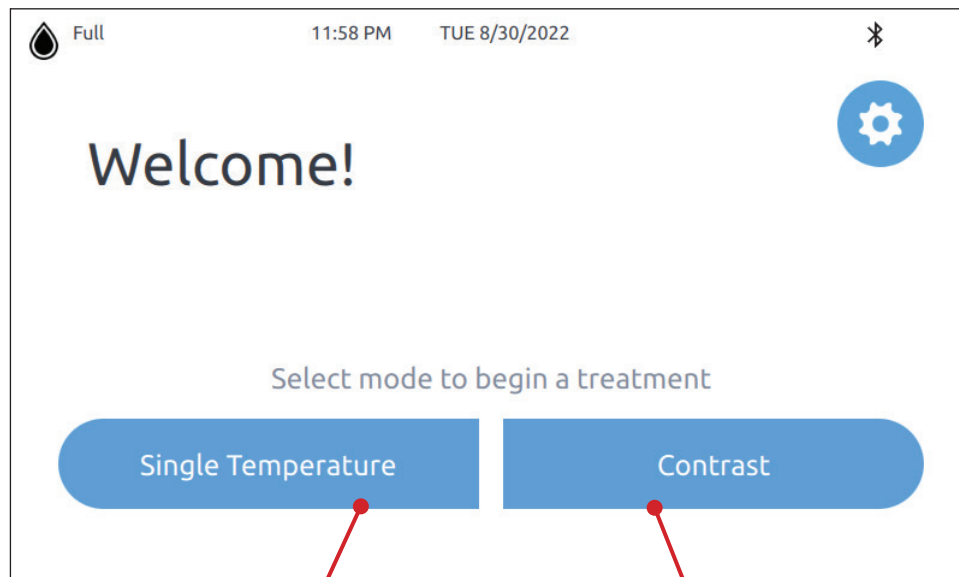 Full 11:58 PM TUE 8/30/2022
Welcome!
Select mode to begin a treatment
Single Temperature Contrast